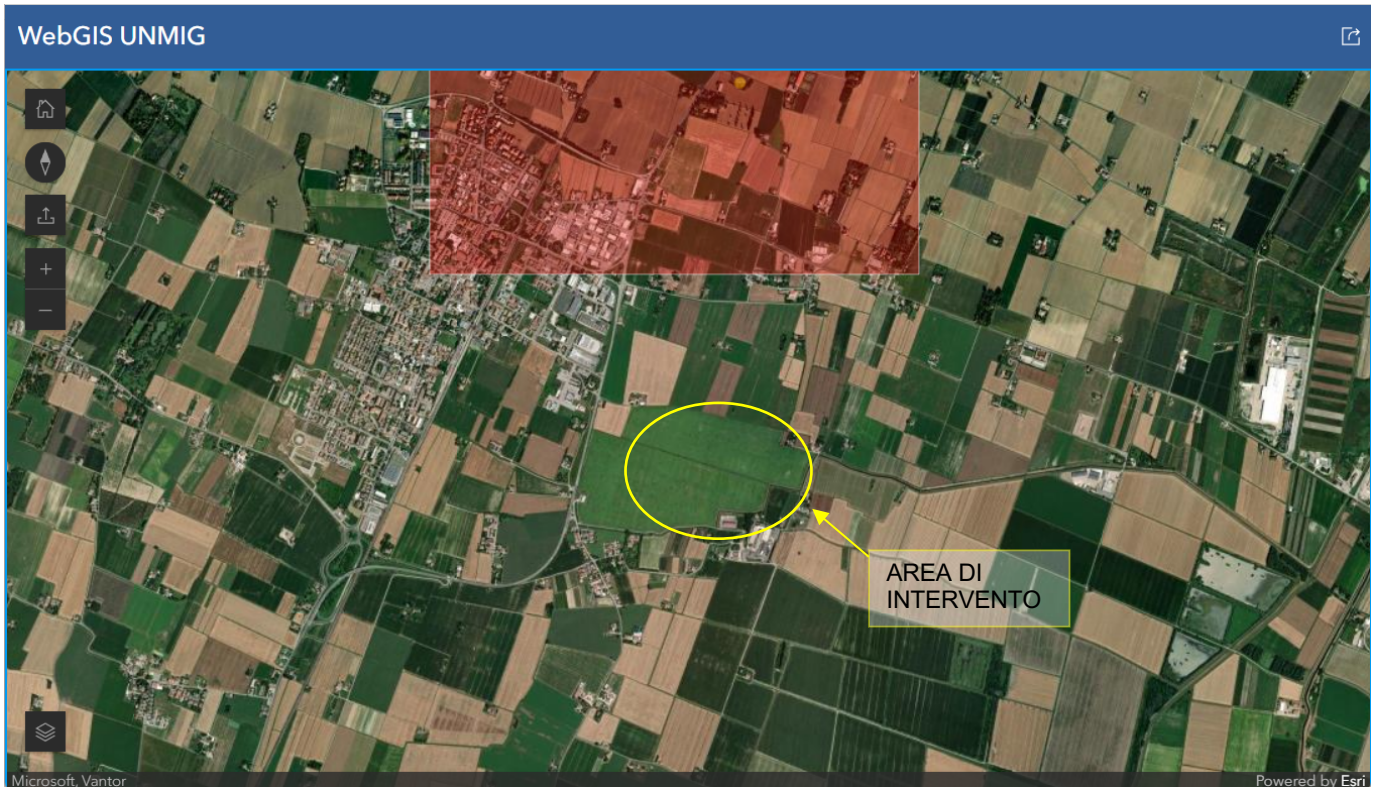 WebGIS UNMIG
AREA DI
INTERVENTO
Microsoft, Vantor
Powered by Esri